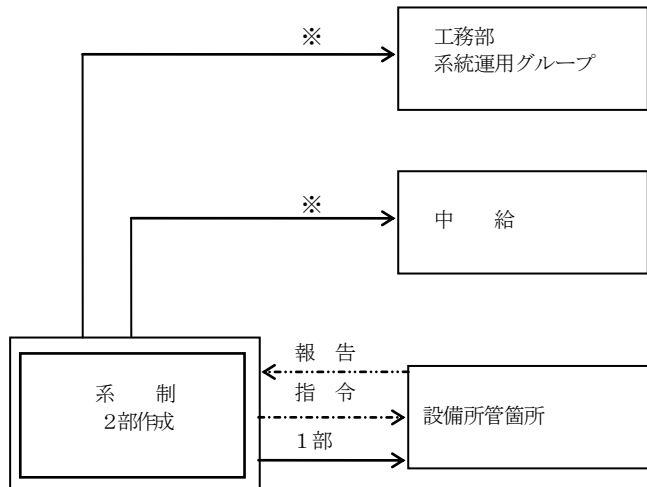 ※
工務部
系統運用グループ
※
中　　給
報　告
系　　制
２部作成
指　令
設備所管箇所
１部